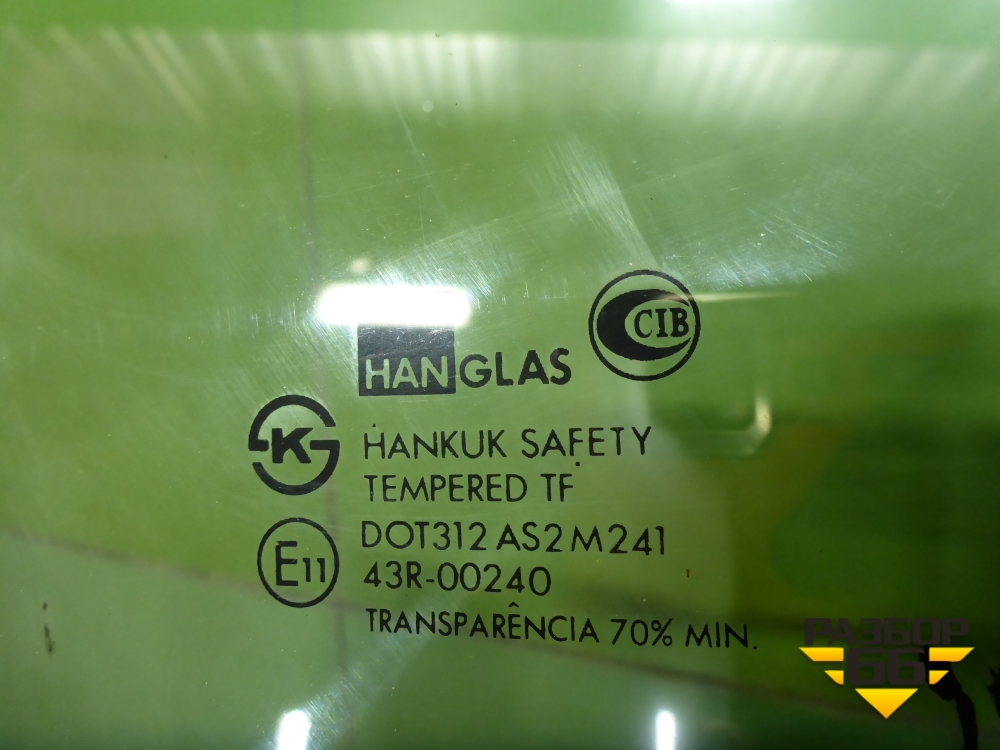 CIB
HANGLAS
K
HANKUK SAFETY
TEMPERED TF
E11
DOT312 AS2 M241
43R-00240
TRANSPARÊNCIA 70% MIN.
РАЗБОР
66